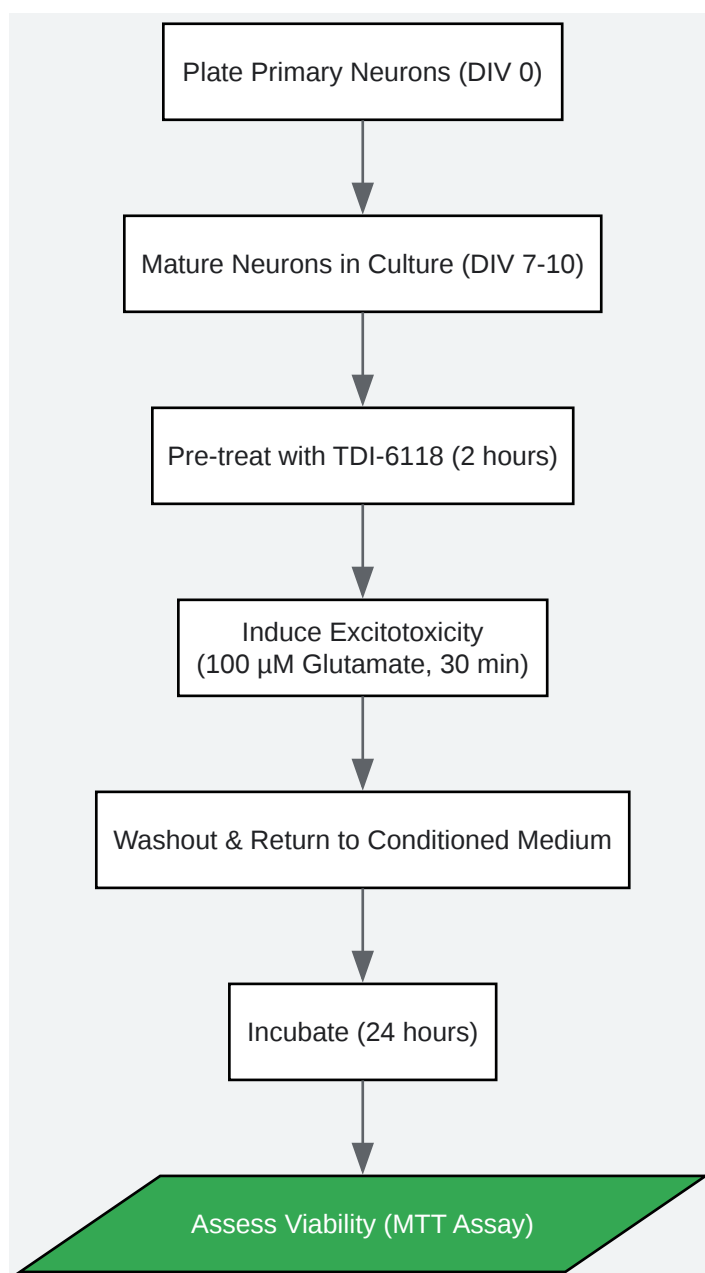 Plate Primary Neurons (DIV 0)
Mature Neurons in Culture (DIV 7-10)
Pre-treat with TDI-6118 (2 hours)
Induce Excitotoxicity
(100 µM Glutamate, 30 min)
Washout & Return to Conditioned Medium
Incubate (24 hours)
Assess Viability (MTT Assay)